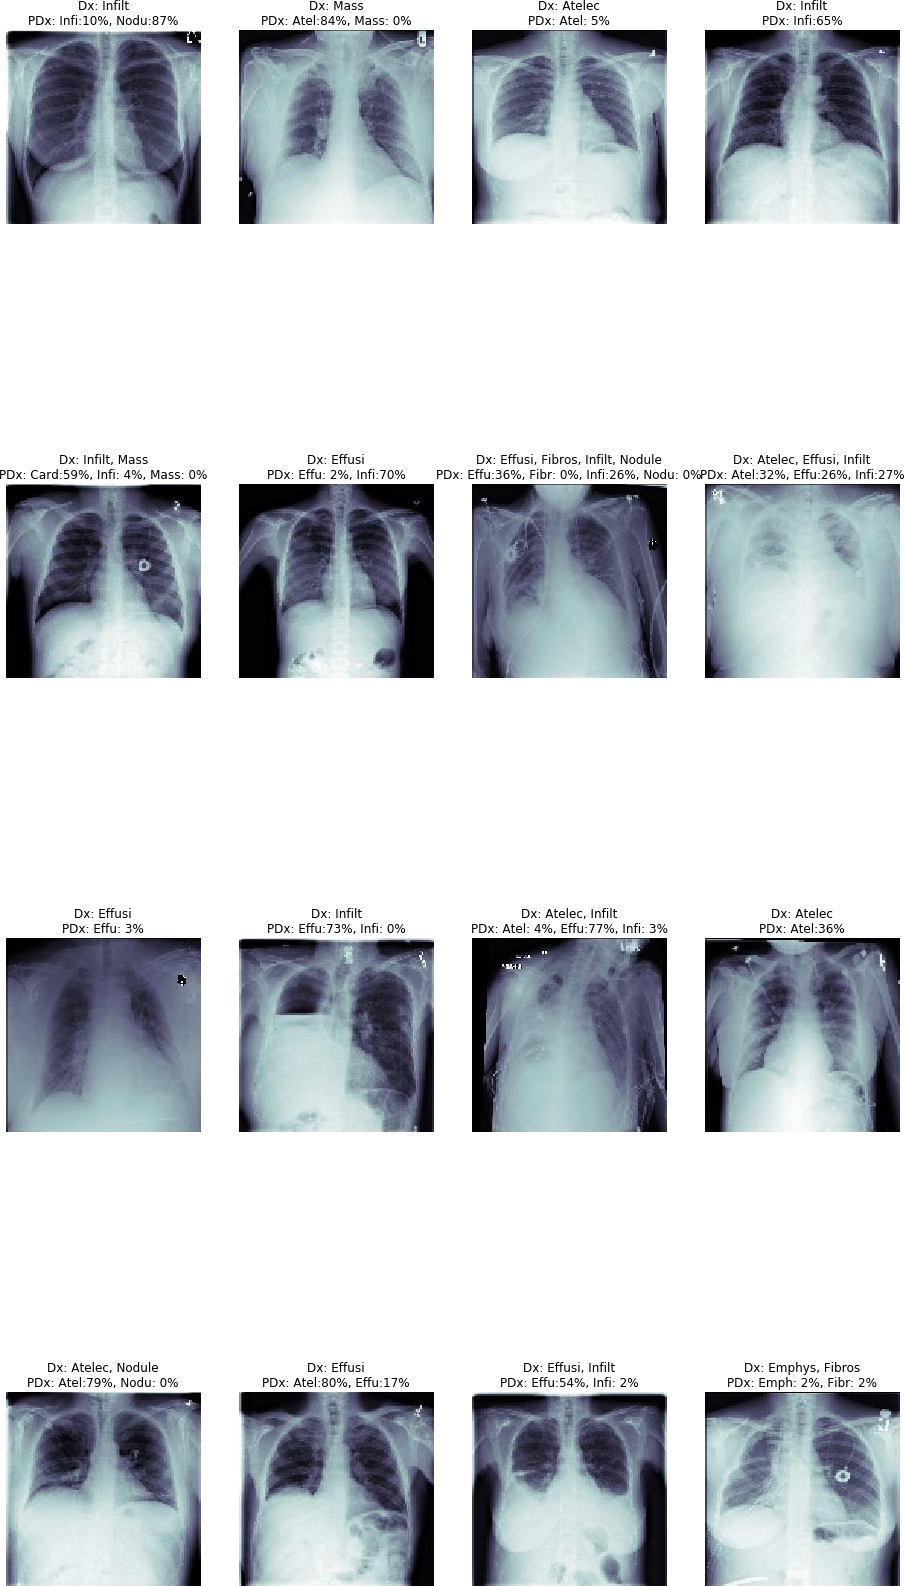 Dx: Infilt
PDx: Infi:10%, Nodu:87%
Dx: Mass
PDx: Atel:84%, Mass: 0%
Dx: Atelec
PDx: Atel: 5%
Dx: Infilt
PDx: Infi:65%
Dx: Infilt, Mass
PDx: Card:59%, Infi: 4%, Mass: 0%
Dx: Effusi
PDx: Effu: 2%, Infi:70%
Dx: Effusi, Fibros, Infilt, Nodule
PDx: Effu:36%, Fibr: 0%, Infi:26%, Nodu: 0%
Dx: Atelec, Effusi, Infilt
PDx: Atel:32%, Effu:26%, Infi:27%
Dx: Effusi
PDx: Effu: 3%
Dx: Infilt
PDx: Effu:73%, Infi: 0%
Dx: Atelec, Infilt
PDx: Atel: 4%, Effu:77%, Infi: 3%
Dx: Atelec
PDx: Atel:36%
Dx: Atelec, Nodule
PDx: Atel:79%, Nodu: 0%
Dx: Effusi
PDx: Atel:80%, Effu:17%
Dx: Effusi, Infilt
PDx: Effu:54%, Infi: 2%
Dx: Emphys, Fibros
PDx: Emph: 2%, Fibr: 2%